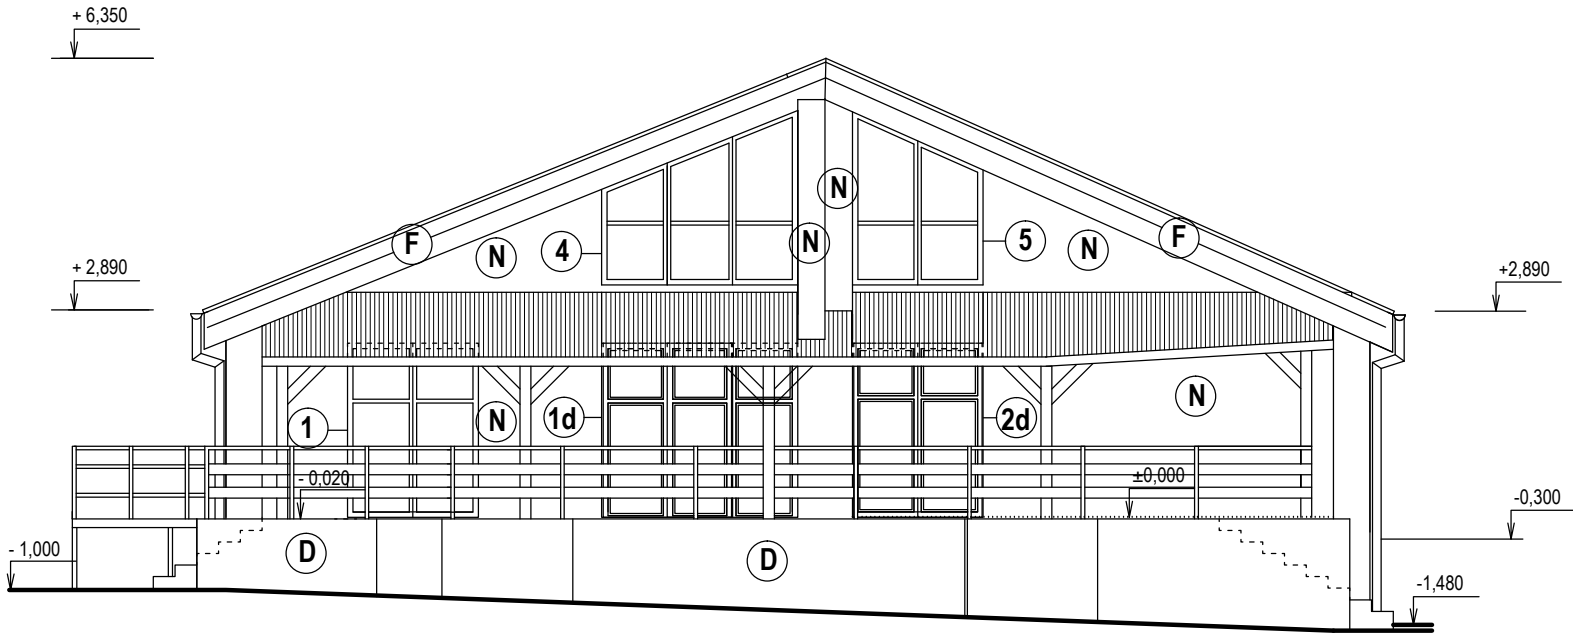 + 6,350
N
F
N
4
N
5
N
F
+ 2,890
+2,890
1
N
1d
2d
N
- 0,020
±0,000
-0,300
- 1,000
D
D
-1,480